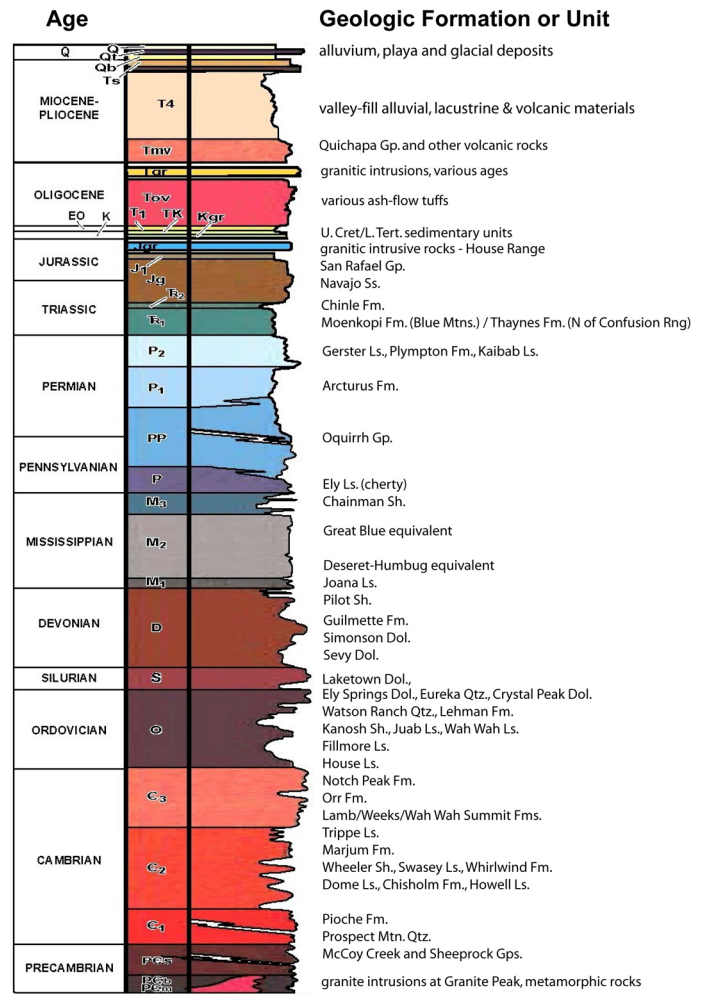 Age
Geologic Formation or Unit
Q
Q
Qb
Ts
alluvium, playa and glacial deposits
MIOCENE-
PLIOCENE
T4
valley-fill alluvial, lacustrine & volcanic materials
Tmv
Quichapa Gp. and other volcanic rocks
Tgr
granitic intrusions, various ages
OLIGOCENE
Tov
various ash-flow tuffs
EO
K
T1
TK
Kgr
U. Cret/L. Tert. sedimentary units
Jgr
granitic intrusive rocks - House Range
JURASSIC
J1
San Rafael Gp.
Jg
Navajo Ss.
TRIASSIC
Ꞧ2
Chinle Fm.
Ꞧ1
Moenkopi Fm. (Blue Mtns.) / Thaynes Fm. (N of Confusion Rng)
P2
Gerster Ls., Plympton Fm., Kaibab Ls.
PERMIAN
P1
Arcturus Fm.
PP
Oquirrh Gp.
PENNSYLVANIAN
P
Ely Ls. (cherty)
M3
Chainman Sh.
MISSISSIPPIAN
M2
Great Blue equivalent
Deseret-Humbug equivalent
M1
Joana Ls.
Pilot Sh.
DEVONIAN
D
Guilmette Fm.
Simonson Dol.
Sevy Dol.
SILURIAN
S
Laketown Dol.,
Ely Springs Dol., Eureka Qtz., Crystal Peak Dol.
Watson Ranch Qtz., Lehman Fm.
ORDOVICIAN
O
Kanosh Sh., Juab Ls., Wah Wah Ls.
Fillmore Ls.
House Ls.
Notch Peak Fm.
Є3
Orr Fm.
Lamb/Weeks/Wah Wah Summit Fms.
Trippe Ls.
Marjum Fm.
CAMBRIAN
Є2
Wheeler Sh., Swasey Ls., Whirlwind Fm.
Dome Ls., Chisholm Fm., Howell Ls.
Є1
Pioche Fm.
Prospect Mtn. Qtz.
PЄs
McCoy Creek and Sheeprock Gps.
PRECAMBRIAN
PЄm
granite intrusions at Granite Peak, metamorphic rocks